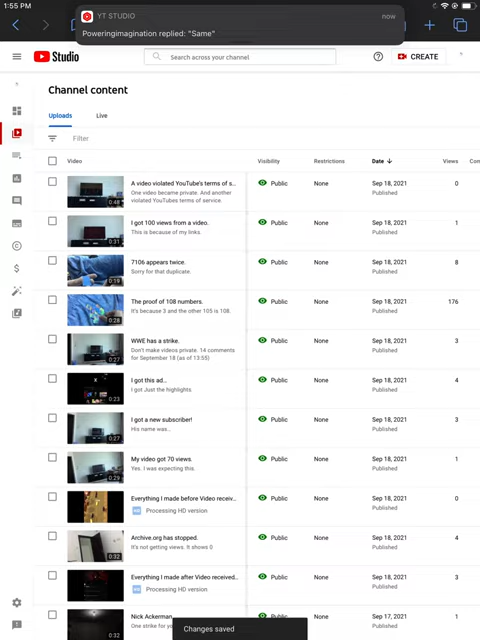 1:55 PM
8%
YT STUDIO
now
Poweringimagination replied: "Same"
Studio
Search across your channel
CREATE
Channel content
Uploads
Live
Filter
Video
Visibility
Restrictions
Date
Views
Con
A video violated YouTube's terms of s...
One video became private. And another
violated YouTubes terms of service.
0:48
Public
None
Sep 18, 2021
Published
0
I got 100 views from a video.
This is because of my links.
0:31
Public
None
Sep 18, 2021
Published
1
7106 appears twice.
Sorry for that duplicate.
0:19
Public
None
Sep 18, 2021
Published
8
The proof of 108 numbers.
It's because 3 and the other 105 is 108.
0:28
Public
None
Sep 18, 2021
Published
176
WWE has a strike.
Don't make videos private. 14 comments
for September 18 (as of 13:55)
0:27
Public
None
Sep 18, 2021
Published
3
I got this ad...
I got Just the highlights.
0:23
Public
None
Sep 18, 2021
Published
4
I got a new subscriber!
His name was...
0:27
Public
None
Sep 18, 2021
Published
3
My video got 70 views.
Yes. I was expecting this.
0:29
Public
None
Sep 18, 2021
Published
1
Everything I made before Video receiv...
Processing HD version
Public
None
Sep 18, 2021
Published
0
Archive.org has stopped.
It's not getting views. It shows 0
0:32
Public
None
Sep 18, 2021
Published
4
Everything I made after Video received...
Processing HD version
Public
None
Sep 18, 2021
Published
3
Nick Ackerman
One strike for yo
0:32
Public
None
Sep 17, 2021
Published
1
Changes saved